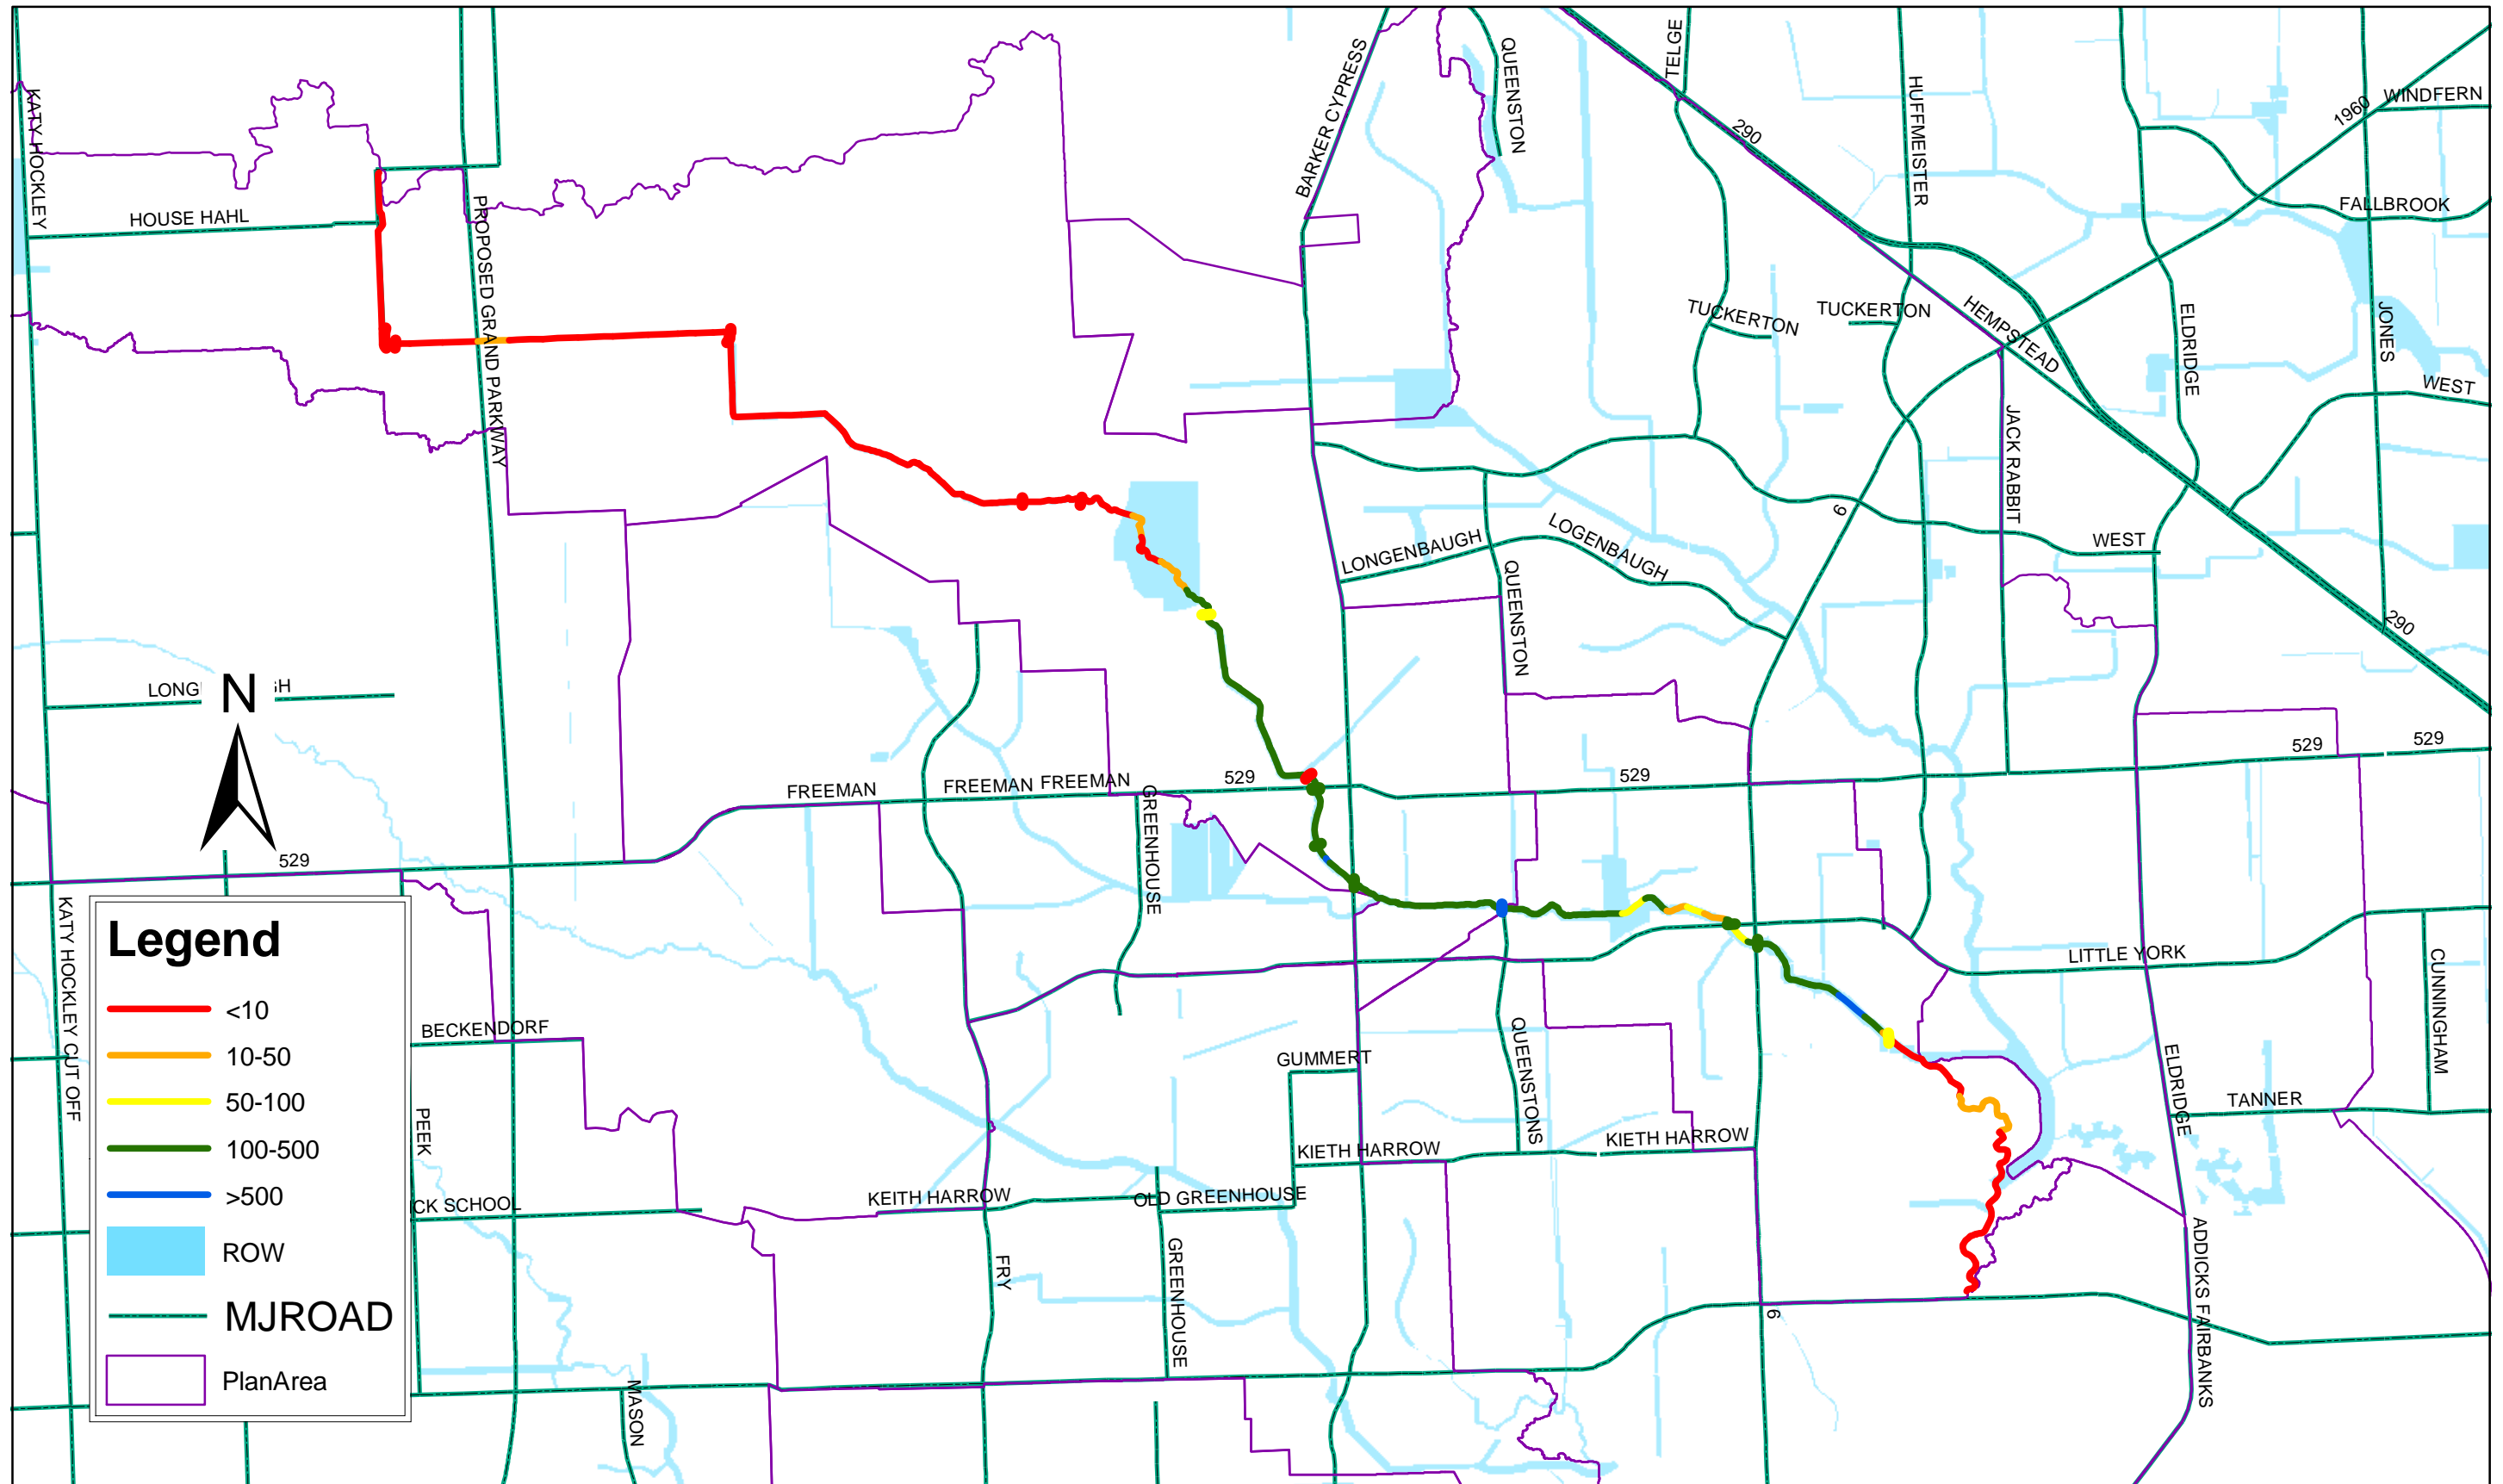 TELGE
QUEENSTON
BARKER CYPRESS
KATY HOCKLEY
HUFFMEISTER
WINDFERN
1960
290
FALLBROOK
HOUSE HAHL
PROPOSED GRAND PARKWAY
TUCKERTON
TUCKERTON
HEMPSTEAD
ELDRIDGE
JONES
WEST
JACK RABBIT
6
LONGENBAUGH
LOGENBAUGH
WEST
QUEENSTON
290
N
LONG
GH
529
529
529
529
FREEMAN
FREEMAN
FREEMAN
GREENHOUSE
529
KATY HOCKLEY CUT OFF
Legend
<10
10-50
50-100
100-500
>500
ROW
MJROAD
PlanArea
LITTLE YORK
CUNNINGHAM
BECKENDORF
PEEK
GUMMERT
QUEENSTONS
ELDRIDGE
TANNER
KIETH HARROW
KIETH HARROW
KEITH HARROW
OLD GREENHOUSE
CK SCHOOL
FRY
GREENHOUSE
ADDICKS FAIRBANKS
6
MASON